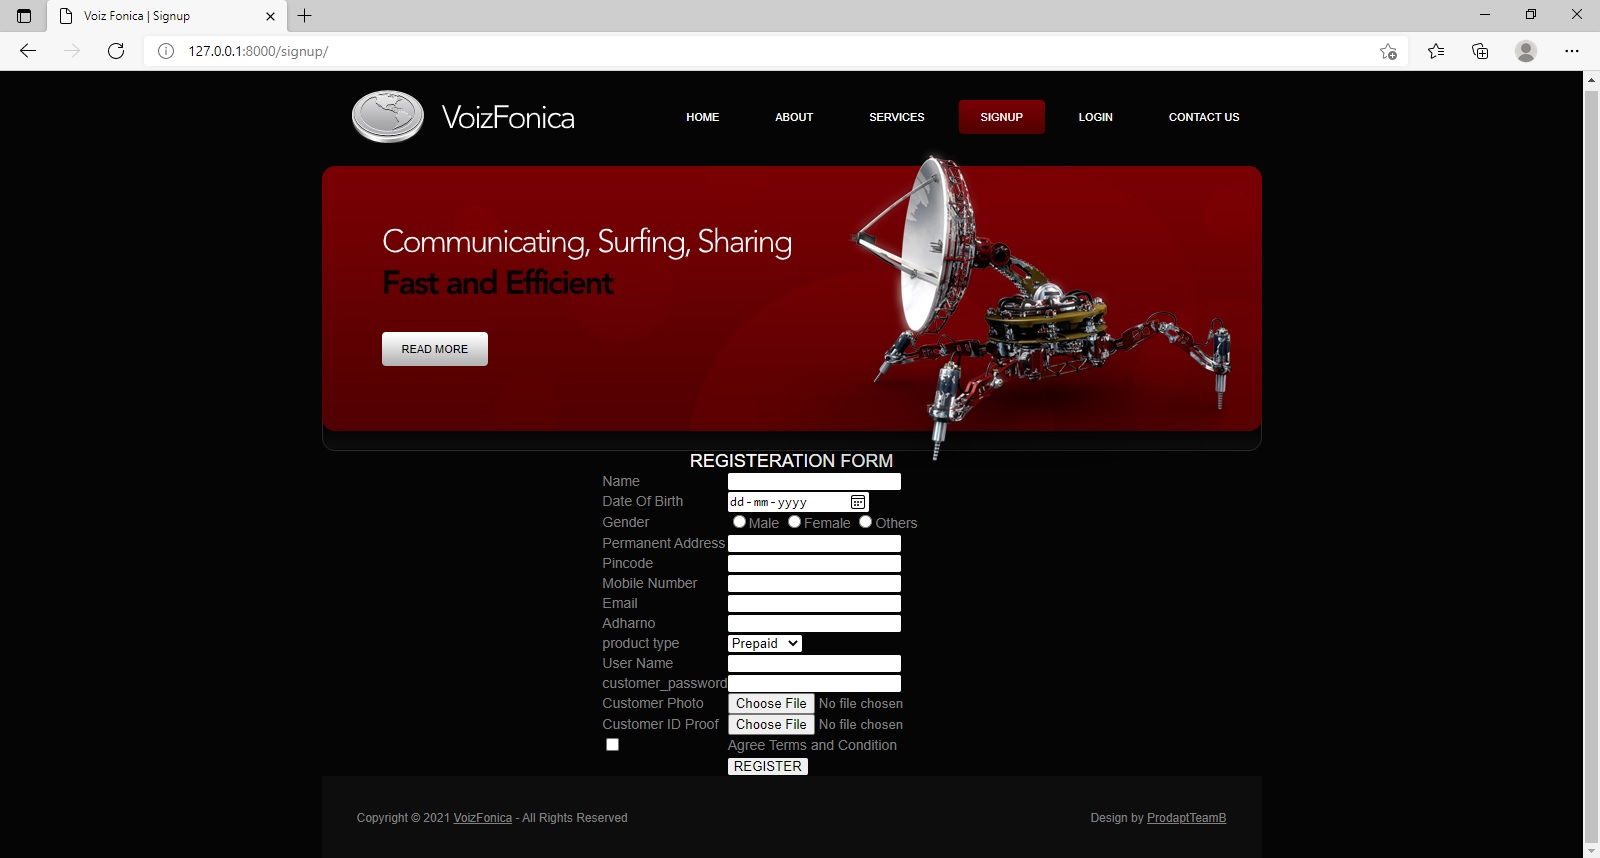 Voiz Fonica | Signup
127.0.0.1:8000/signup/
VoizFonica
HOME ABOUT SERVICES SIGNUP LOGIN CONTACT US
Communicating, Surfing, Sharing
Fast and Efficient
READ MORE
REGISTERATION FORM
Name
Date Of Birth dd-mm-yyyy
Gender Male Female Others
Permanent Address
Pincode
Mobile Number
Email
Adharno
product type Prepaid
User Name
customer_password
Customer Photo Choose File No file chosen
Customer ID Proof Choose File No file chosen
Agree Terms and Condition
REGISTER
Copyright © 2021 VoizFonica - All Rights Reserved Design by ProdaptTeamB